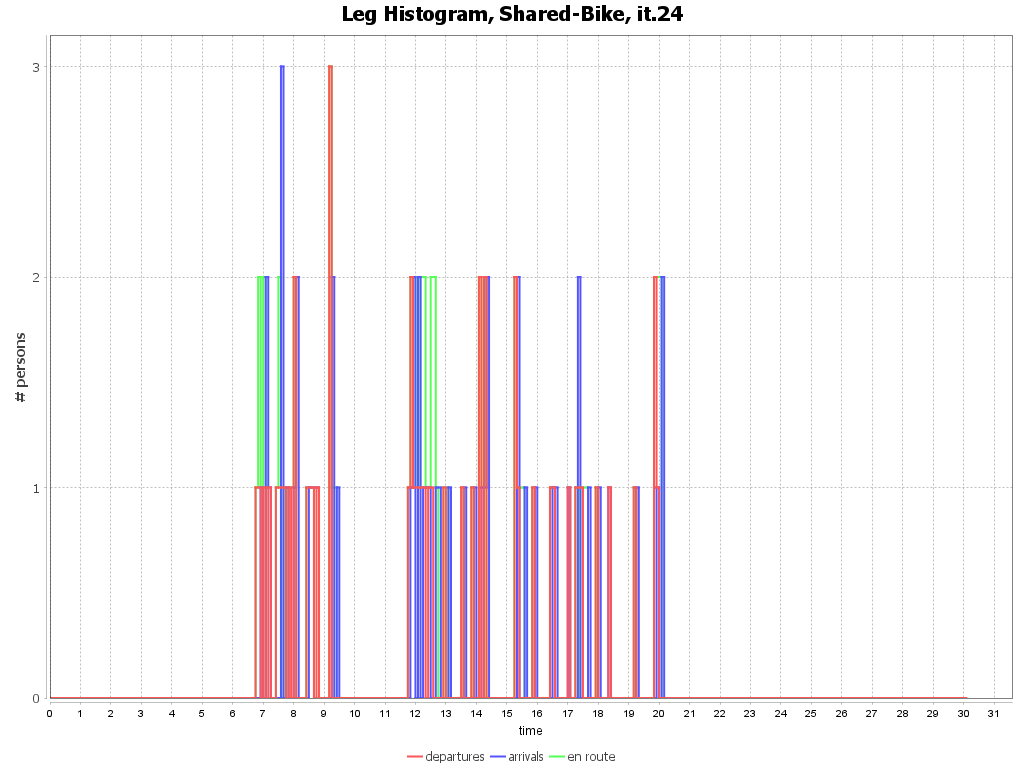 Leg Histogram, Shared-Bike, it.24
# persons
3
2
1
0
0 1 2 3 4 5 6 7 8 9 10 11 12 13 14 15 16 17 18 19 20 21 22 23 24 25 26 27 28 29 30 31
time
departures arrivals en route